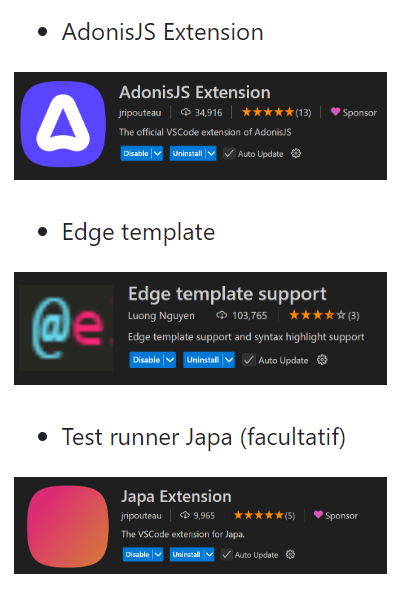 AdonisJS Extension
AdonisJS Extension
jripouteau 34,916 (13) Sponsor
The official VSCode extension of AdonisJS
Disable Uninstall Auto Update
Edge template
@e
Edge template support
Luong Nguyen 103,765 (3)
Edge template support and syntax highlight support
Disable Uninstall Auto Update
Test runner Japa (facultatif)
Japa Extension
jripouteau 9,965 (5) Sponsor
The VSCode extension for Japa.
Disable Uninstall Auto Update